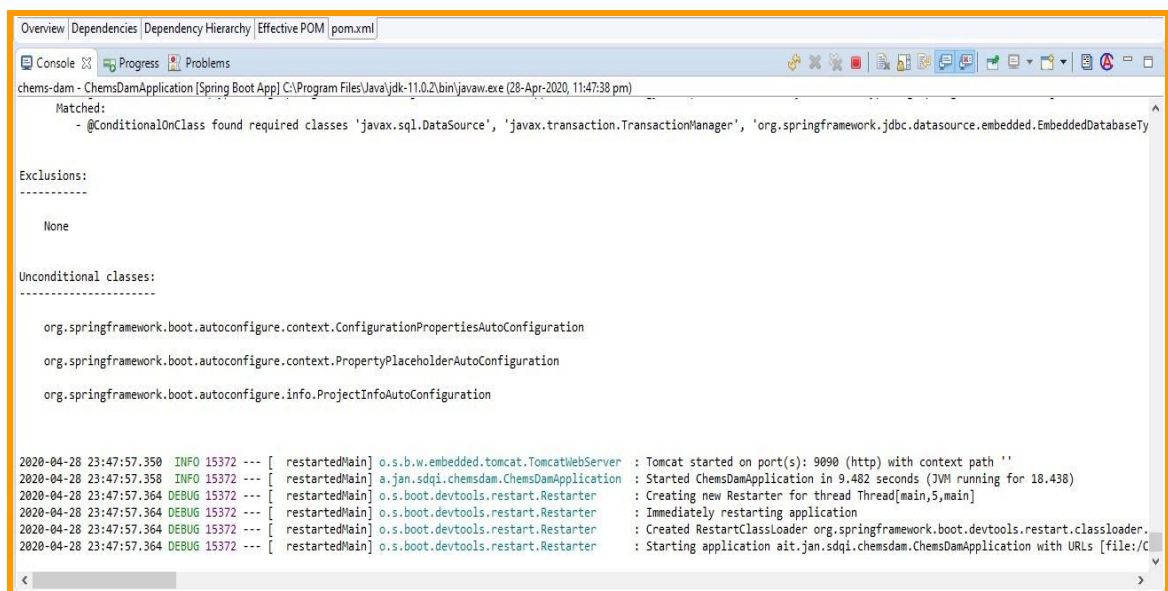 Overview Dependencies Dependency Hierarchy Effective POM pom.xml
Console Progress Problems
chems-dam - ChemsDamApplication [Spring Boot App] C:\Program Files\Java\jdk-11.0.2\bin\javaw.exe (28-Apr-2020, 11:47:38 pm)
Matched:
- @ConditionalOnClass found required classes 'javax.sql.DataSource', 'javax.transaction.TransactionManager', 'org.springframework.jdbc.datasource.embedded.EmbeddedDatabaseTy
Exclusions:
-----------
None
Unconditional classes:
----------------------
org.springframework.boot.autoconfigure.context.ConfigurationPropertiesAutoConfiguration
org.springframework.boot.autoconfigure.context.PropertyPlaceholderAutoConfiguration
org.springframework.boot.autoconfigure.info.ProjectInfoAutoConfiguration
2020-04-28 23:47:57.350 INFO 15372 --- [ restartedMain] o.s.b.w.embedded.tomcat.TomcatWebServer : Tomcat started on port(s): 9090 (http) with context path ''
2020-04-28 23:47:57.358 INFO 15372 --- [ restartedMain] a.jan.sdqi.chemsdam.ChemsDamApplication : Started ChemsDamApplication in 9.482 seconds (JVM running for 18.438)
2020-04-28 23:47:57.364 DEBUG 15372 --- [ restartedMain] o.s.boot.devtools.restart.Restarter : Creating new Restarter for thread Thread[main,5,main]
2020-04-28 23:47:57.364 DEBUG 15372 --- [ restartedMain] o.s.boot.devtools.restart.Restarter : Immediately restarting application
2020-04-28 23:47:57.364 DEBUG 15372 --- [ restartedMain] o.s.boot.devtools.restart.Restarter : Created RestartClassLoader org.springframework.boot.devtools.restart.classloader.
2020-04-28 23:47:57.364 DEBUG 15372 --- [ restartedMain] o.s.boot.devtools.restart.Restarter : Starting application ait.jan.sdqi.chemsdam.ChemsDamApplication with URLs [file:/C